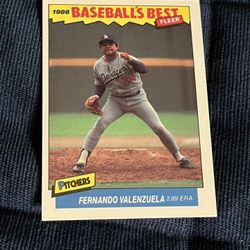 1986 BASEBALL'S BEST
FLEER
Dodgers
PITCHERS
FERNANDO VALENZUELA 2.89 ERA